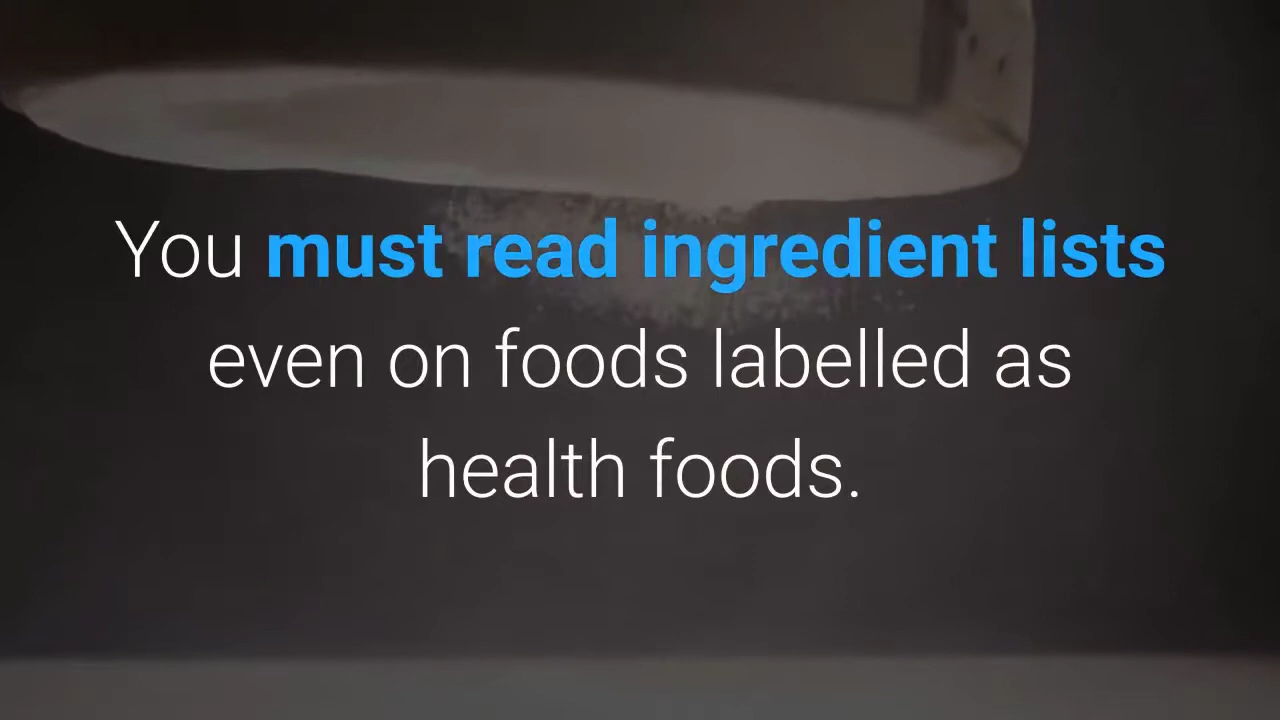 You must read ingredient lists
even on foods labelled as
health foods.